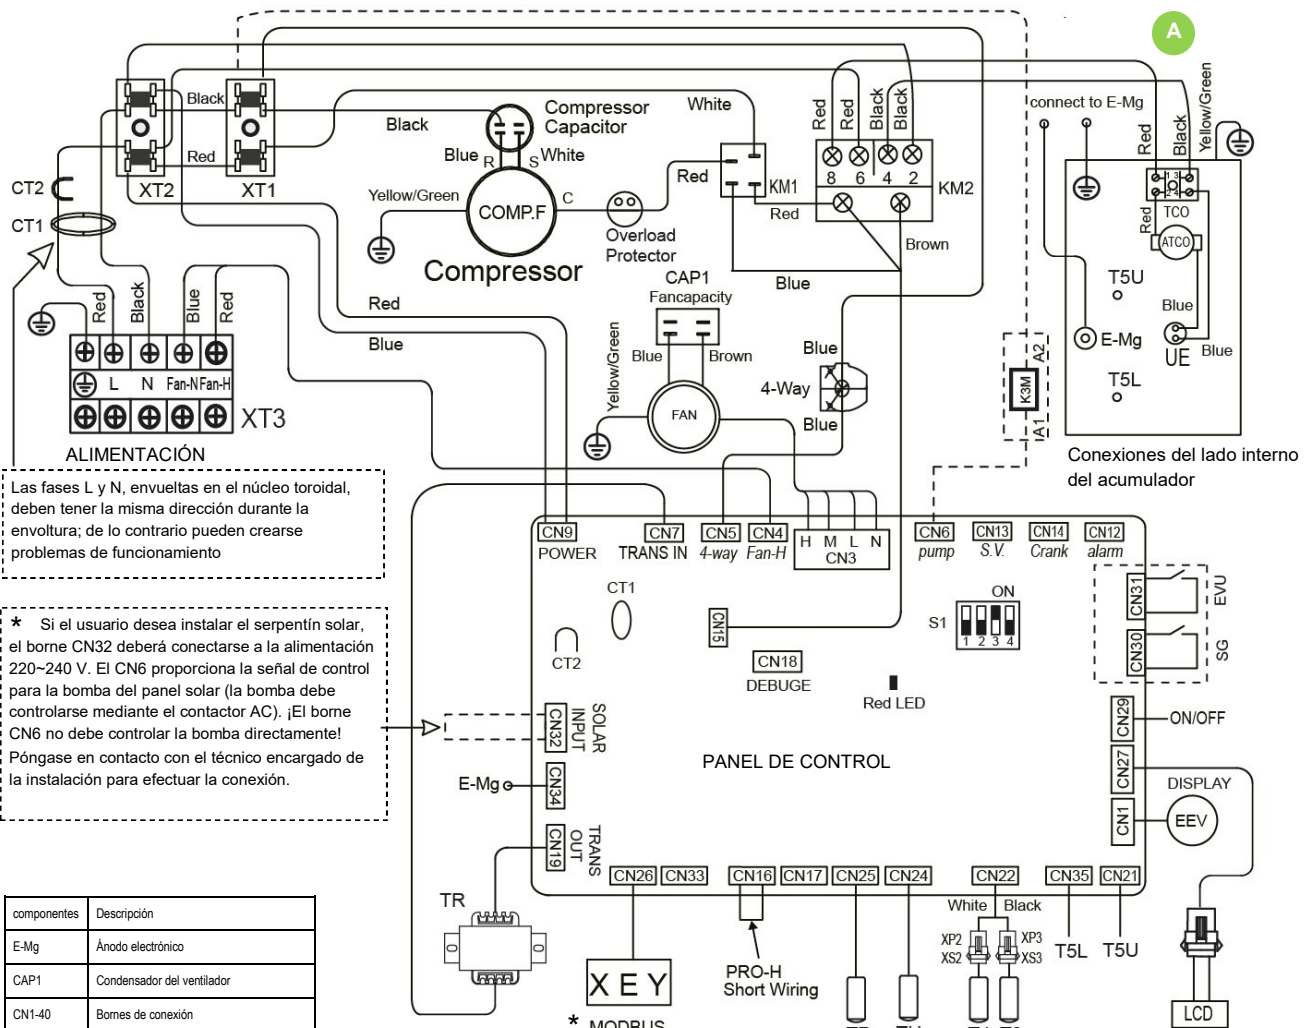 A
Black
Red
XT2
XT1
CT2
CT1
Black
Compressor
Capacitor
Blue
White
R
S
Yellow/Green
COMP.F
C
Compressor
Overload
Protector
White
Red
KM1
Red
Red
Red
Black
Black
8 6 4 2
KM2
Brown
Blue
connect to E-Mg
Red
Black
Yellow/Green
1 3
2 4
TCO
Red
ATCO
T5U
Blue
E-Mg
UE
Blue
T5L
Conexiones del lado interno
del acumulador
Red
Black
Blue
Red
L N Fan-N Fan-H
XT3
ALIMENTACIÓN
Red
Blue
CAP1
Fancapacity
Blue
Brown
Yellow/Green
FAN
Blue
4-Way
Blue
A2
K3M
A1
Las fases L y N, envueltas en el núcleo toroidal,
deben tener la misma dirección durante la
envoltura; de lo contrario pueden crearse
problemas de funcionamiento
* Si el usuario desea instalar el serpentín solar,
el borne CN32 deberá conectarse a la alimentación
220~240 V. El CN6 proporciona la señal de control
para la bomba del panel solar (la bomba debe
controlarse mediante el contactor AC). ¡El borne
CN6 no debe controlar la bomba directamente!
Póngase en contacto con el técnico encargado de
la instalación para efectuar la conexión.
CN9
POWER
CN7
TRANS IN
CN5
4-way
CN4
Fan-H
H M L N
CN3
CN6
pump
CN13
S.V.
CN14
Crank
CN12
alarm
CT1
CT2
CN15
CN18
DEBUGE
S1
ON
1 2 3 4
Red LED
CN31
EVU
CN30
SG
CN29
ON/OFF
CN27
DISPLAY
CN1
EEV
PANEL DE CONTROL
CN32
SOLAR
INPUT
E-Mg
CN34
CN19
TRANS
OUT
CN26
CN33
CN16
CN17
CN25
CN24
CN22
CN35
CN21
White
Black
XP2
XS2
XP3
XS3
T5L
T5U
TR
XEY
* MODBUS
PRO-H
Short Wiring
LCD
componentes Descripción
E-Mg Ánodo electrónico
CAP1 Condensador del ventilador
CN1-40 Bornes de conexión